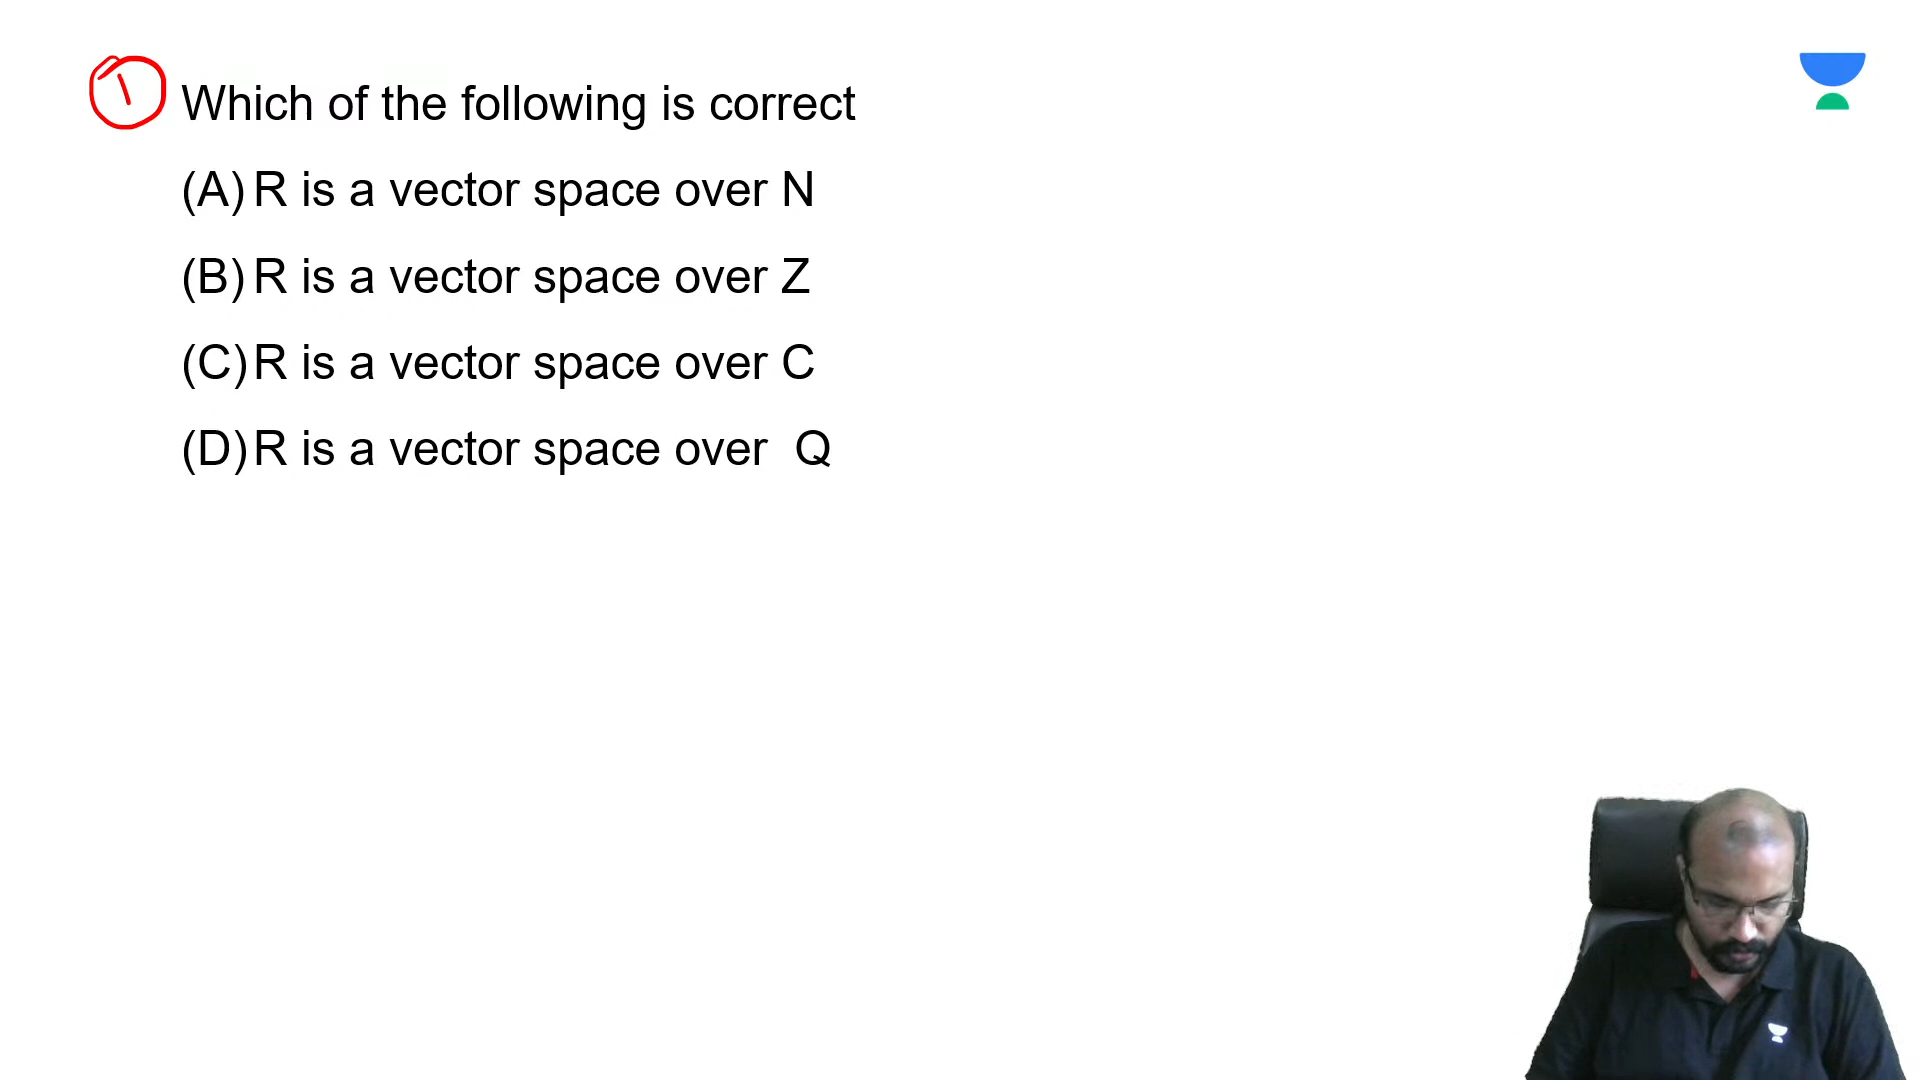 1 Which of the following is correct
(A) R is a vector space over N
(B) R is a vector space over Z
(C) R is a vector space over C
(D) R is a vector space over Q